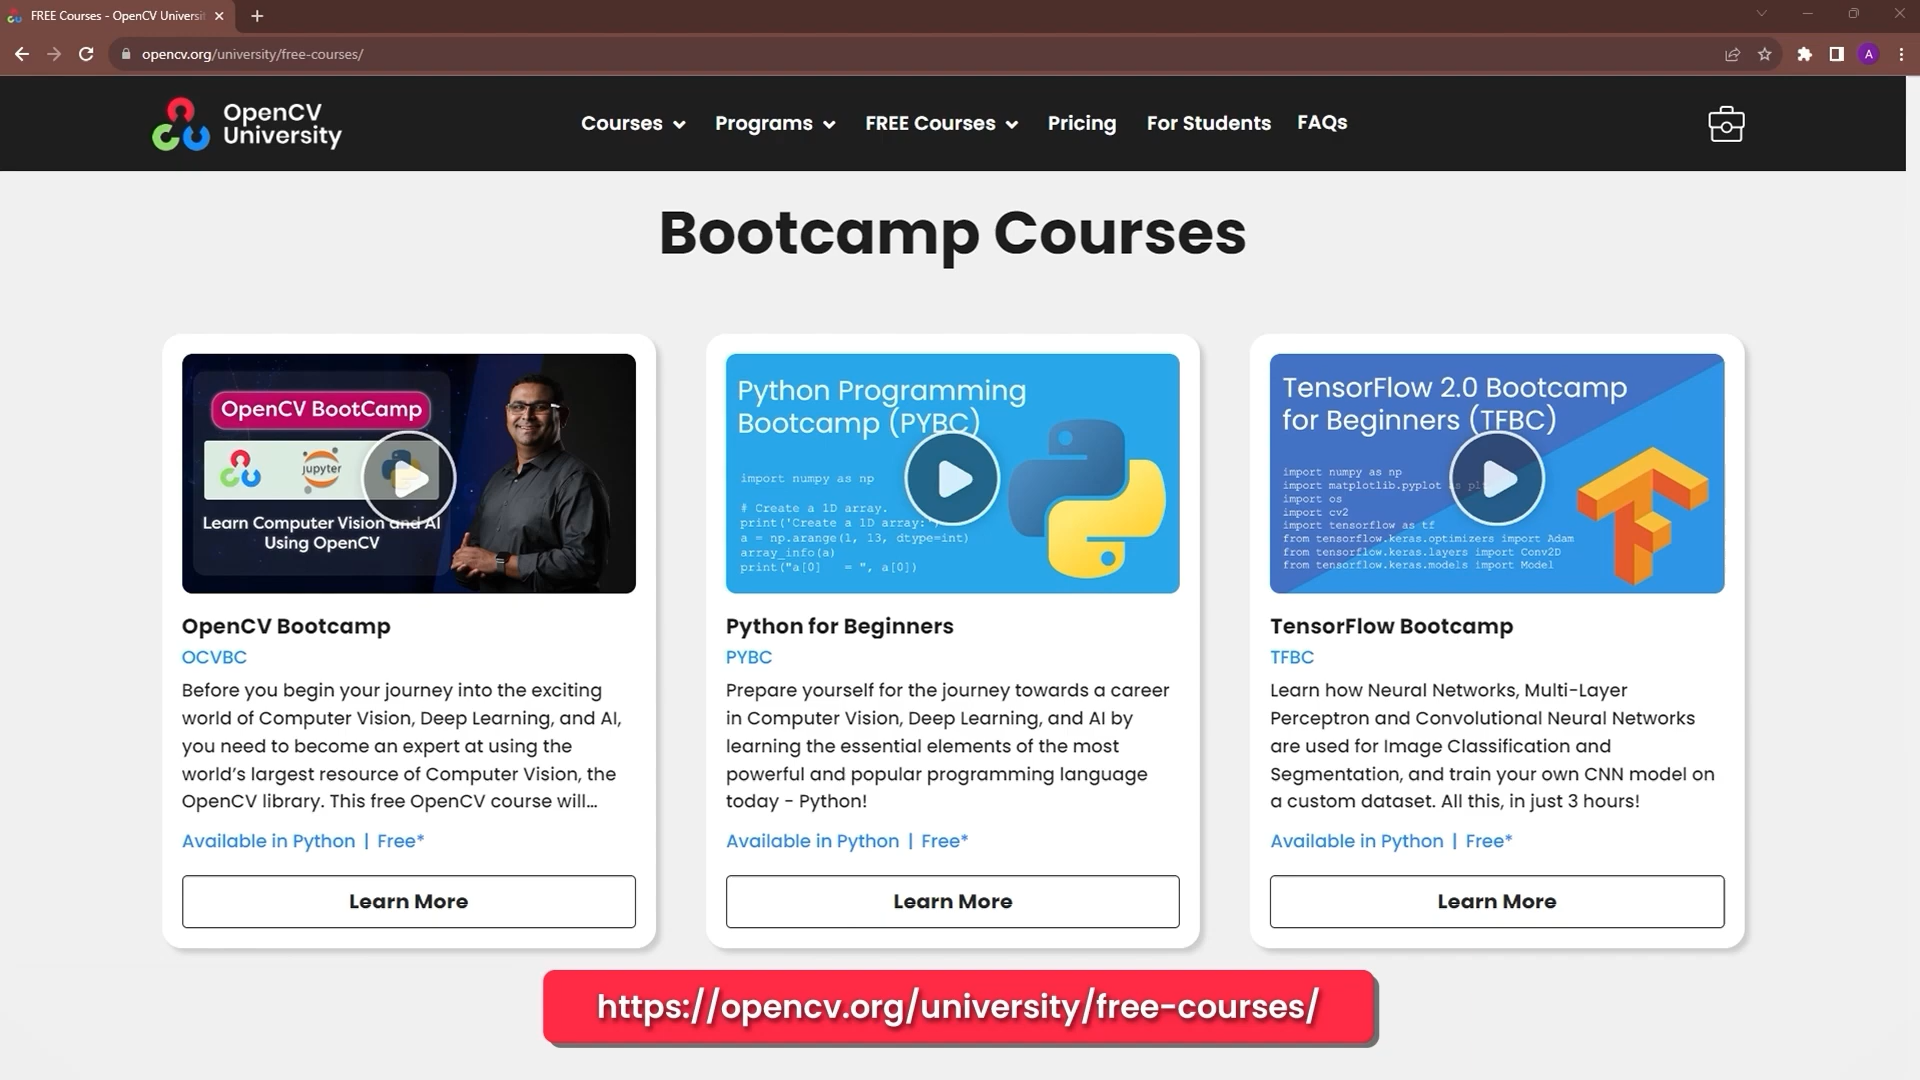 FREE Courses - OpenCV Universi
opencv.org/university/free-courses/
A
OpenCV
University
Courses
Programs
FREE Courses
Pricing
For Students
FAQs
Bootcamp Courses
OpenCV BootCamp
jupyter
Learn Computer Vision and AI
Using OpenCV
OpenCV Bootcamp
OCVBC
Before you begin your journey into the exciting
world of Computer Vision, Deep Learning, and AI,
you need to become an expert at using the
world’s largest resource of Computer Vision, the
OpenCV library. This free OpenCV course will...
Available in Python | Free*
Learn More
Python Programming
Bootcamp (PYBC)
import numpy as np
# Create a 1D array.
print('Create a 1D array:
a = np.arange(1, 13, dtype=int)
array_info(a)
print("a[0] = ", a[0])
Python for Beginners
PYBC
Prepare yourself for the journey towards a career
in Computer Vision, Deep Learning, and AI by
learning the essential elements of the most
powerful and popular programming language
today - Python!
Available in Python | Free*
Learn More
TensorFlow 2.0 Bootcamp
for Beginners (TFBC)
import numpy as np
import matplotlib.pyplot as plt
import os
import cv2
import tensorflow as tf
from tensorflow.keras.optimizers import Adam
from tensorflow.keras.layers import Conv2D
from tensorflow.keras.models import Model
TensorFlow Bootcamp
TFBC
Learn how Neural Networks, Multi-Layer
Perceptron and Convolutional Neural Networks
are used for Image Classification and
Segmentation, and train your own CNN model on
a custom dataset. All this, in just 3 hours!
Available in Python | Free*
Learn More
https://opencv.org/university/free-courses/